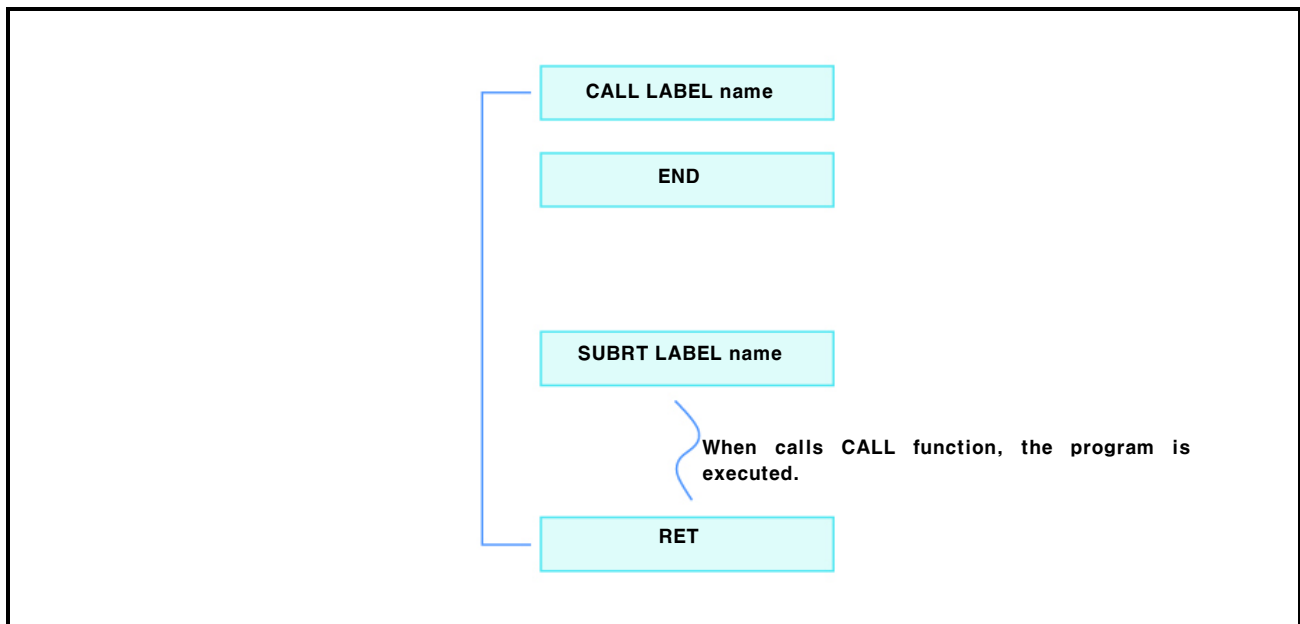 CALL LABEL name
END
SUBRT LABEL name
When calls CALL function, the program is
executed.
RET